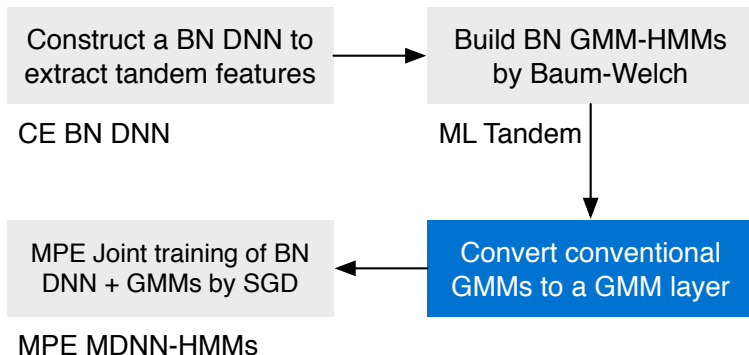 Construct a BN DNN to
extract tandem features
CE BN DNN
Build BN GMM-HMMs
by Baum-Welch
ML Tandem
Convert conventional
GMMs to a GMM layer
MPE Joint training of BN
DNN + GMMs by SGD
MPE MDNN-HMMs